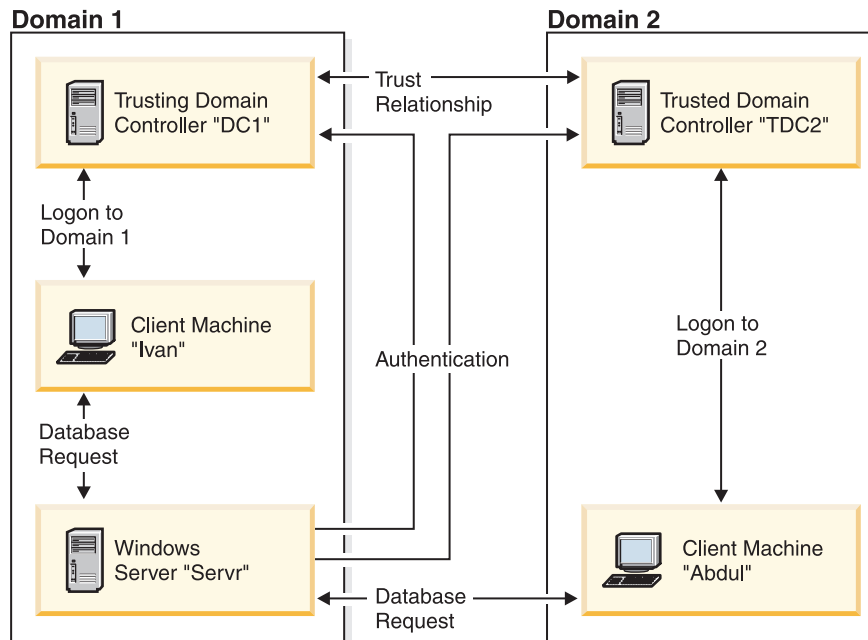 Domain 1
Domain 2
Trusting Domain
Controller "DC1"
Trust
Relationship
Trusted Domain
Controller "TDC2"
Logon to
Domain 1
Client Machine
"Ivan"
Authentication
Logon to
Domain 2
Database
Request
Windows
Server "Servr"
Client Machine
"Abdul"
Database
Request